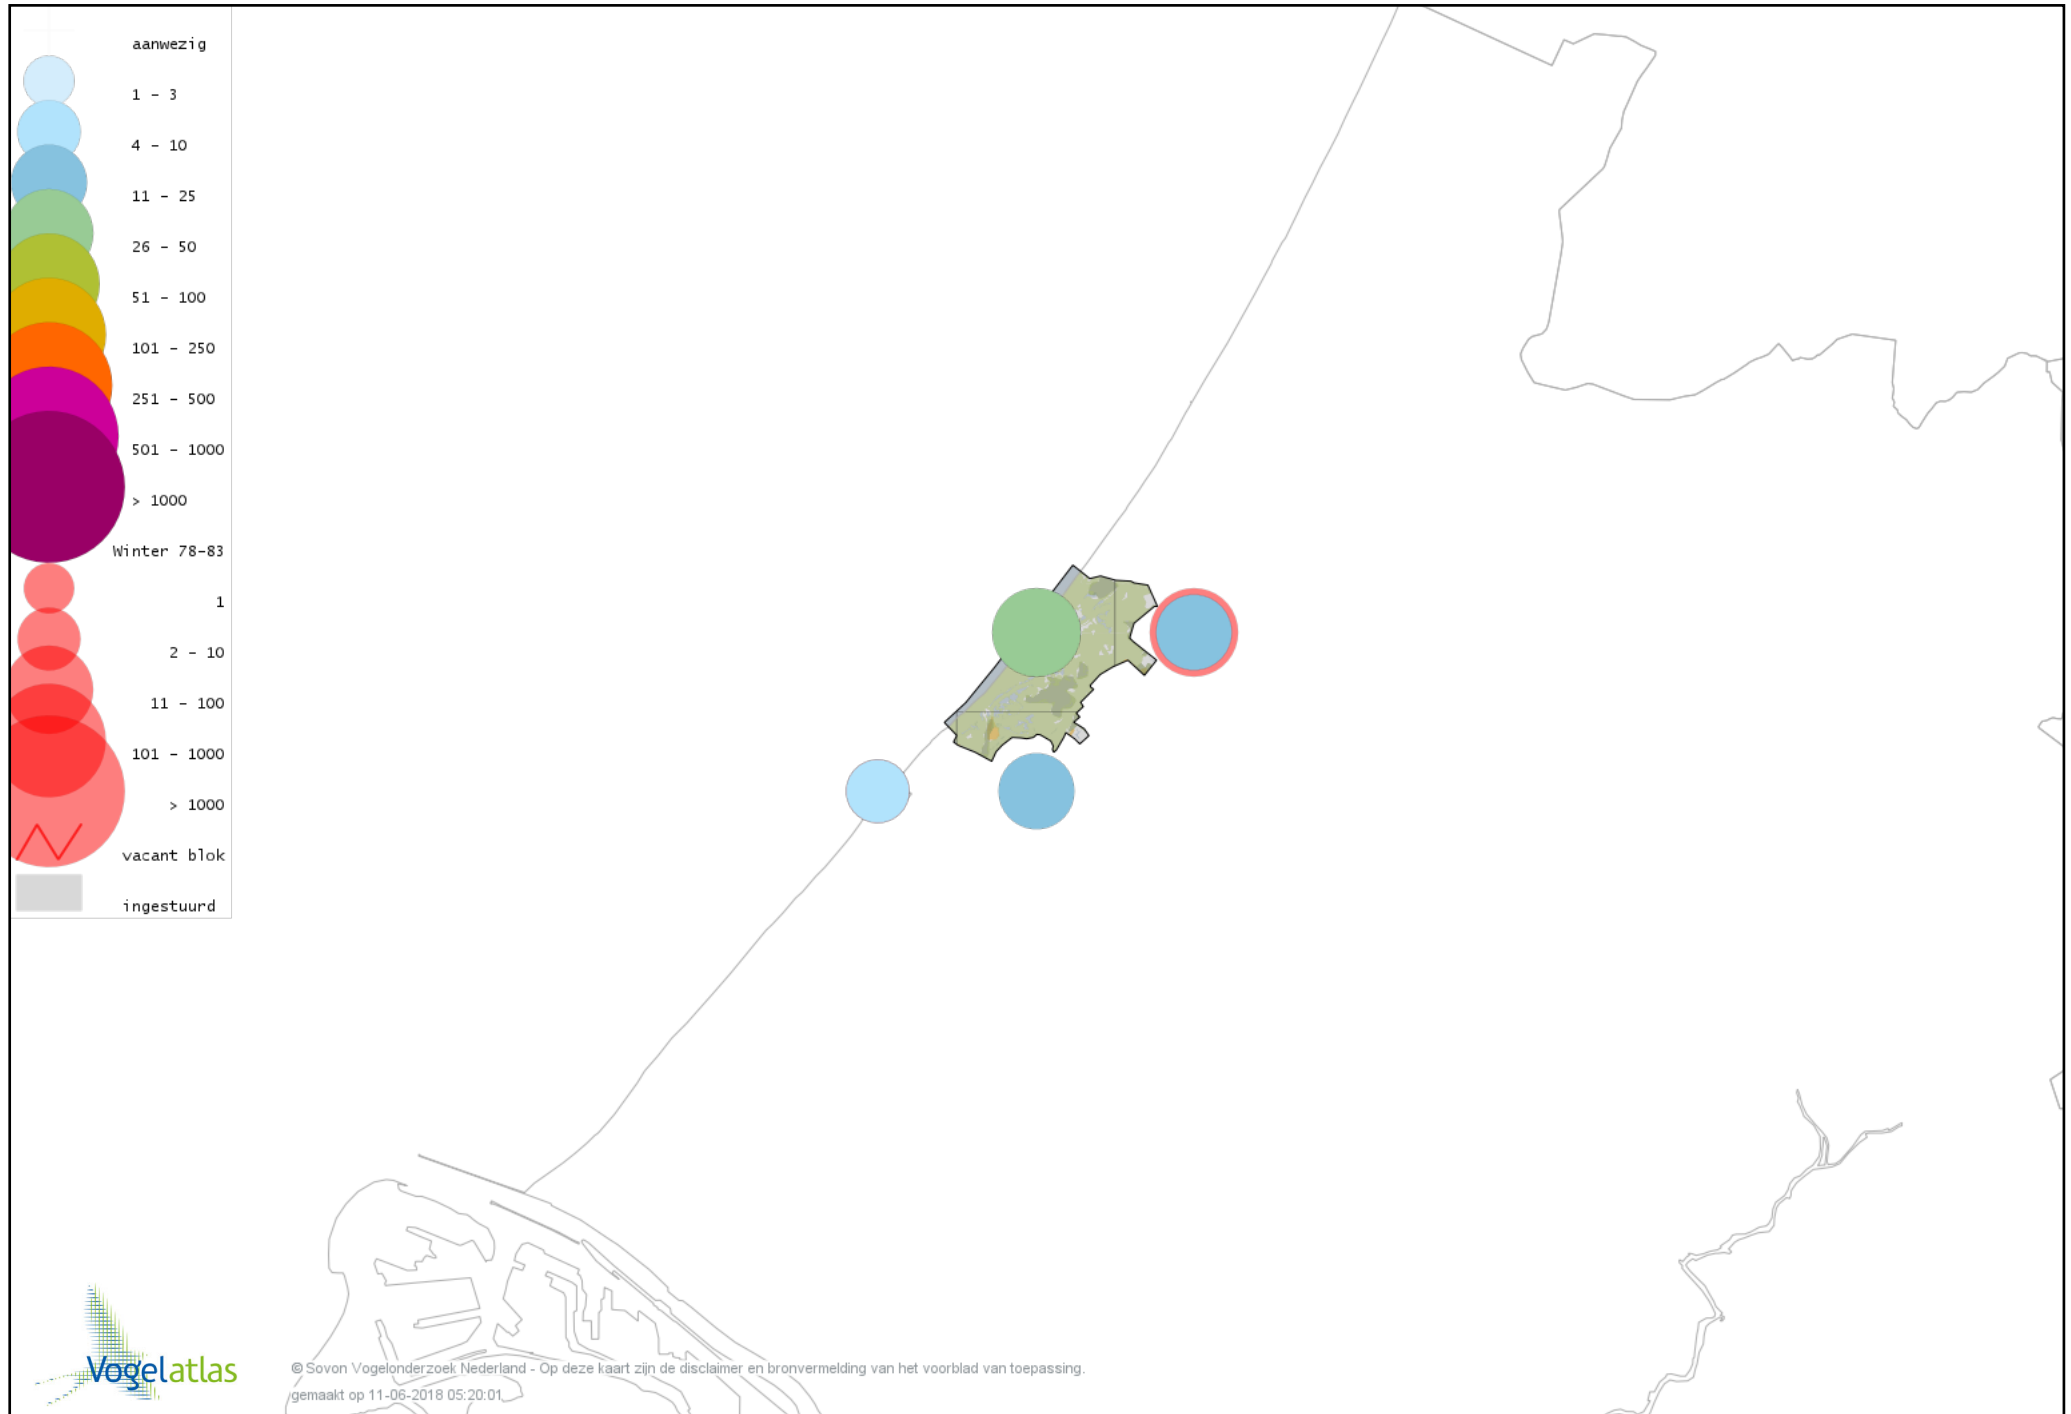 aanwezig
1 - 3
4 - 10
11 - 25
26 - 50
51 - 100
101 - 250
251 - 500
501 - 1000
> 1000
Winter 78-83
1
2 - 10
11 - 100
101 - 1000
> 1000
vacant blok
ingestuurd
Vogelatlas
© Sovon Vogelonderzoek Nederland - Op deze kaart zijn de disclaimer en bronvermelding van het voorblad van toepassing.
gemaakt op 11-06-2018 05:20:01